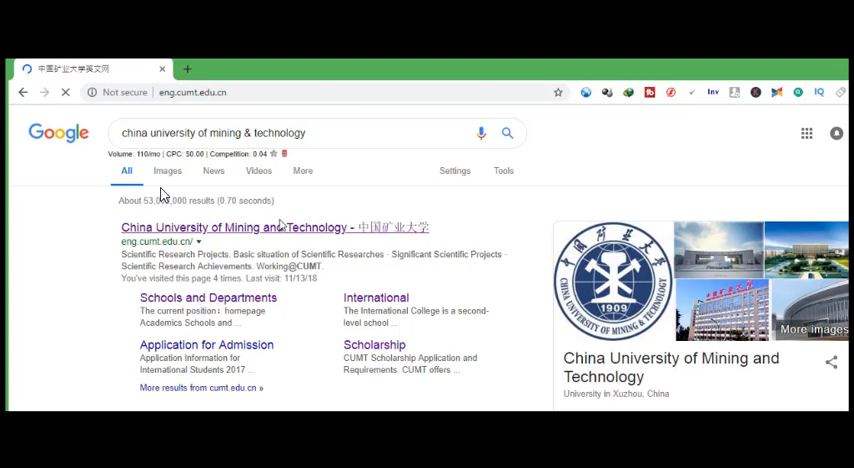 中国矿业大学英文网
Not secure
eng.cumt.edu.cn
Inv
IQ
Google
china university of mining & technology
Volume: 110/mo | CPC: $0.00 | Competition: 0.04
All
Images
News
Videos
More
Settings
Tools
results (0.70 seconds)
China University of Mining and Technology - 中国矿业大学
eng.cumt.edu.cn/
Scientific Research Projects. Basic situation of Scientific Researches · Significant Scientific Projects ·
Scientific Research Achievements. Working@CUMT.
You've visited this page 4 times. Last visit: 11/13/18
Schools and Departments
The current position：homepage
Academics Schools and ...
International
The International College is a second-
level school ...
Application for Admission
Application Information for
International Students 2017 ...
Scholarship
CUMT Scholarship Application and
Requirements. CUMT offers ...
More results from cumt.edu.cn »
中国矿业大学
1909
CHINA UNIVERSITY OF MINING & TECHNOLOGY
More images
China University of Mining and
Technology
University in Xuzhou, China